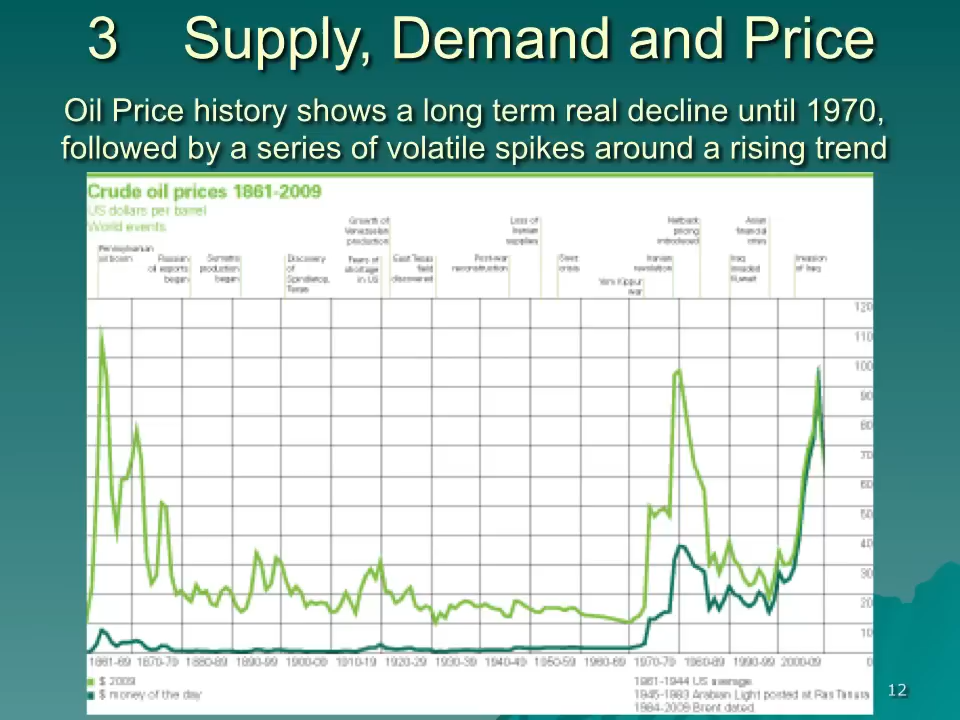 3 Supply, Demand and Price
Oil Price history shows a long term real decline until 1970,
followed by a series of volatile spikes around a rising trend
Crude oil prices 1861-2009
US dollars per barrel
World events
Pennsylvanian
oil boom
Russian
oil exports
began
Sumatra
production
began
Discovery
of
Spindletop,
Texas
Growth of
Venezuelan
production
Fears of
shortage
in US
East Texas
field
discovered
Post-war
reconstruction
Loss of
Iranian
supplies
Suez
crisis
Yom Kippur
war
Iranian
revolution
Netback
pricing
introduced
Iraq
invaded
Kuwait
Asian
financial
crisis
Invasion
of Iraq
120
110
100
90
80
70
60
50
40
30
20
10
0
1861-69 1870-79 1880-89 1890-99 1900-09 1910-19 1920-29 1930-39 1940-49 1950-59 1960-69 1970-79 1980-89 1990-99 2000-09
$ 2009
$ money of the day
1861-1944 US average.
1945-1983 Arabian Light posted at Ras Tanura.
1984-2009 Brent dated.
12